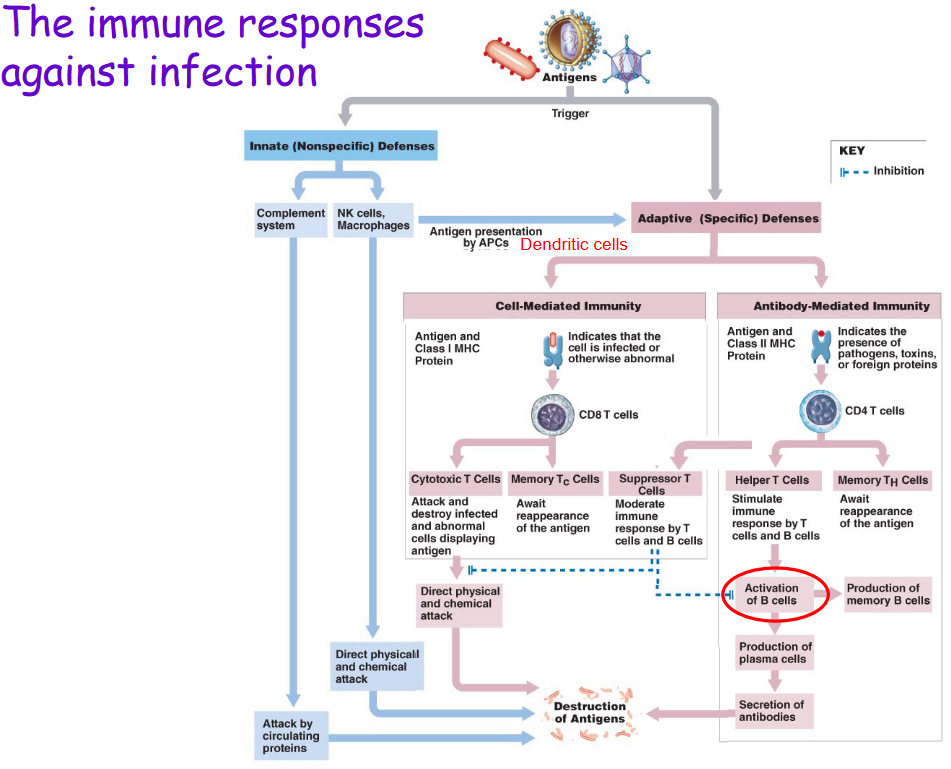 The immune responses
against infection
Antigens
Trigger
Innate (Nonspecific) Defenses
KEY
Inhibition
Complement
system
NK cells,
Macrophages
Antigen presentation
by APCs
Dendritic cells
Adaptive (Specific) Defenses
Cell-Mediated Immunity
Antigen and
Class I MHC
Protein
Indicates that the
cell is infected or
otherwise abnormal
CD8 T cells
Cytotoxic T Cells
Attack and
destroy infected
and abnormal
cells displaying
antigen
Memory TC Cells
Await
reappearance
of the antigen
Suppressor T
Cells
Moderate
immune
response by T
cells and B cells
Direct physical
and chemical
attack
Antibody-Mediated Immunity
Antigen and
Class II MHC
Protein
Indicates the
presence of
pathogens, toxins,
or foreign proteins
CD4 T cells
Helper T Cells
Stimulate
immune
response by T
cells and B cells
Memory TH Cells
Await
reappearance
of the antigen
Activation
of B cells
Production of
memory B cells
Production of
plasma cells
Secretion of
antibodies
Direct physical
and chemical
attack
Attack by
circulating
proteins
Destruction
of Antigens